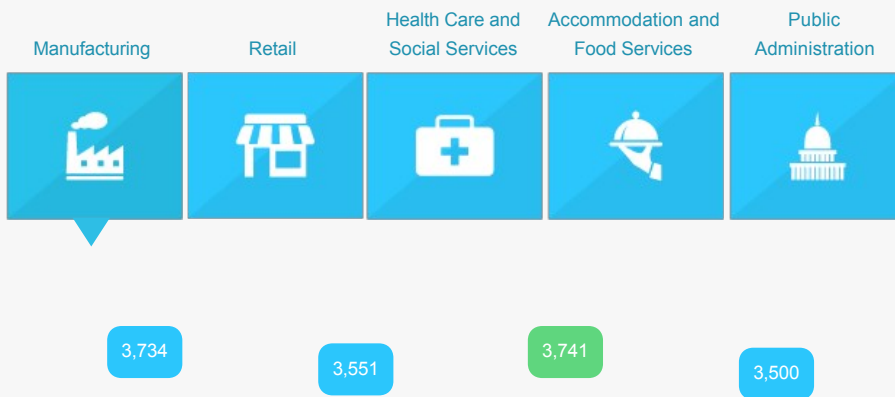 Manufacturing
Retail
Health Care and
Social Services
Accommodation and
Food Services
Public
Administration
3,734
3,551
3,741
3,500